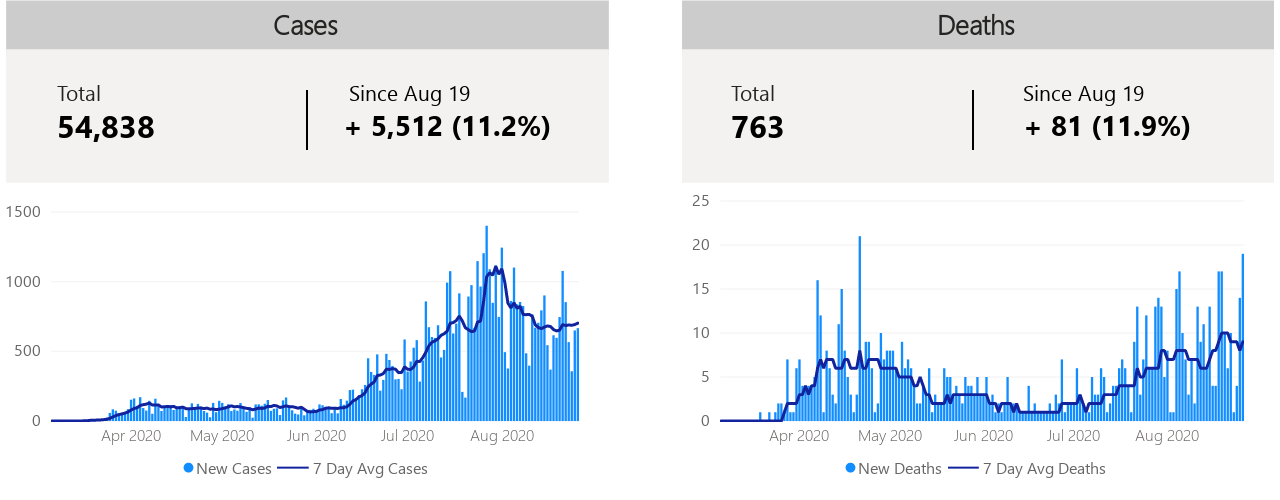 Cases
Total
54,838
Since Aug 19
+ 5,512 (11.2%)
1500
1000
500
0
Apr 2020 May 2020 Jun 2020 Jul 2020 Aug 2020
New Cases 7 Day Avg Cases
Deaths
Total
763
Since Aug 19
+ 81 (11.9%)
25
20
15
10
5
0
Apr 2020 May 2020 Jun 2020 Jul 2020 Aug 2020
New Deaths 7 Day Avg Deaths